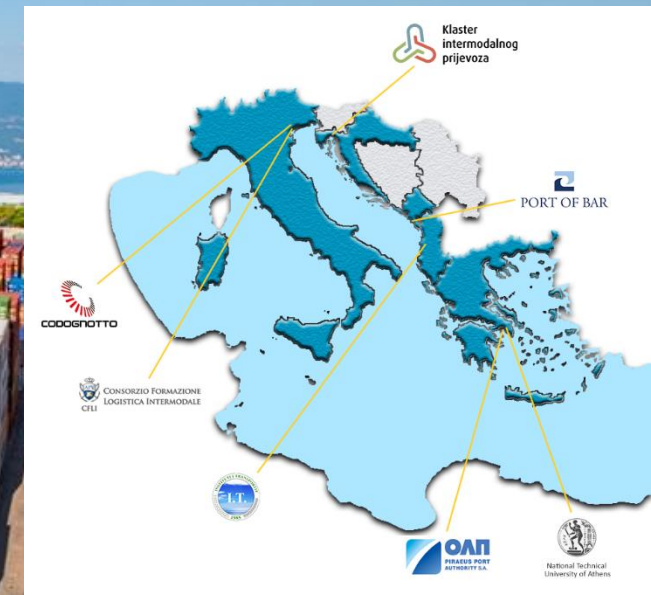 Klaster
intermodalnog
prijevoza
PORT OF BAR
CODOGNOTTO
CONSORZIO FORMAZIONE
LOGISTICA INTERMODALE
CFLI
I.T.
ΟΛΠ
PIRAEUS PORT
AUTHORITY S.A.
National Technical
University of Athens